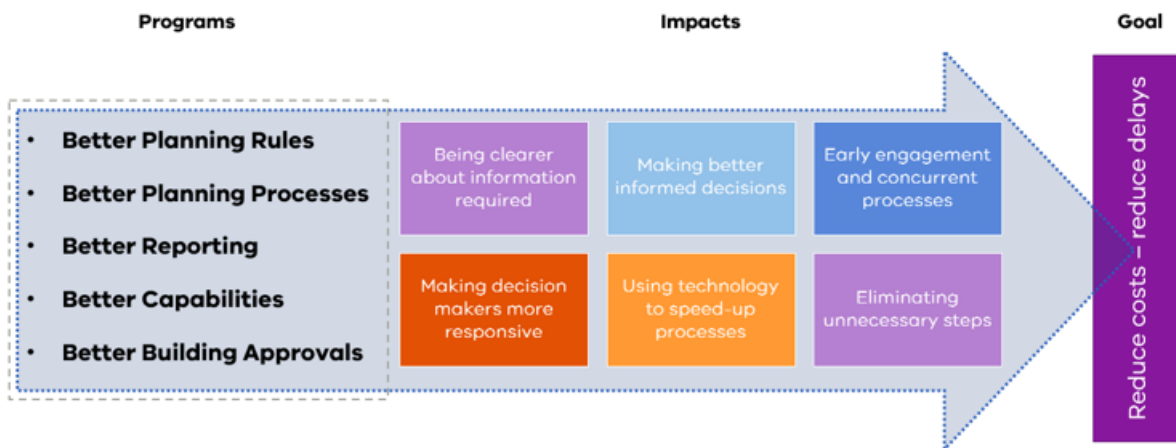 Programs
Impacts
Goal
• Better Planning Rules
• Better Planning Processes
• Better Reporting
• Better Capabilities
• Better Building Approvals
Being clearer
about information
required
Making better
informed decisions
Early engagement
and concurrent
processes
Making decision
makers more
responsive
Using technology
to speed-up
processes
Eliminating
unnecessary steps
Reduce costs – reduce delays